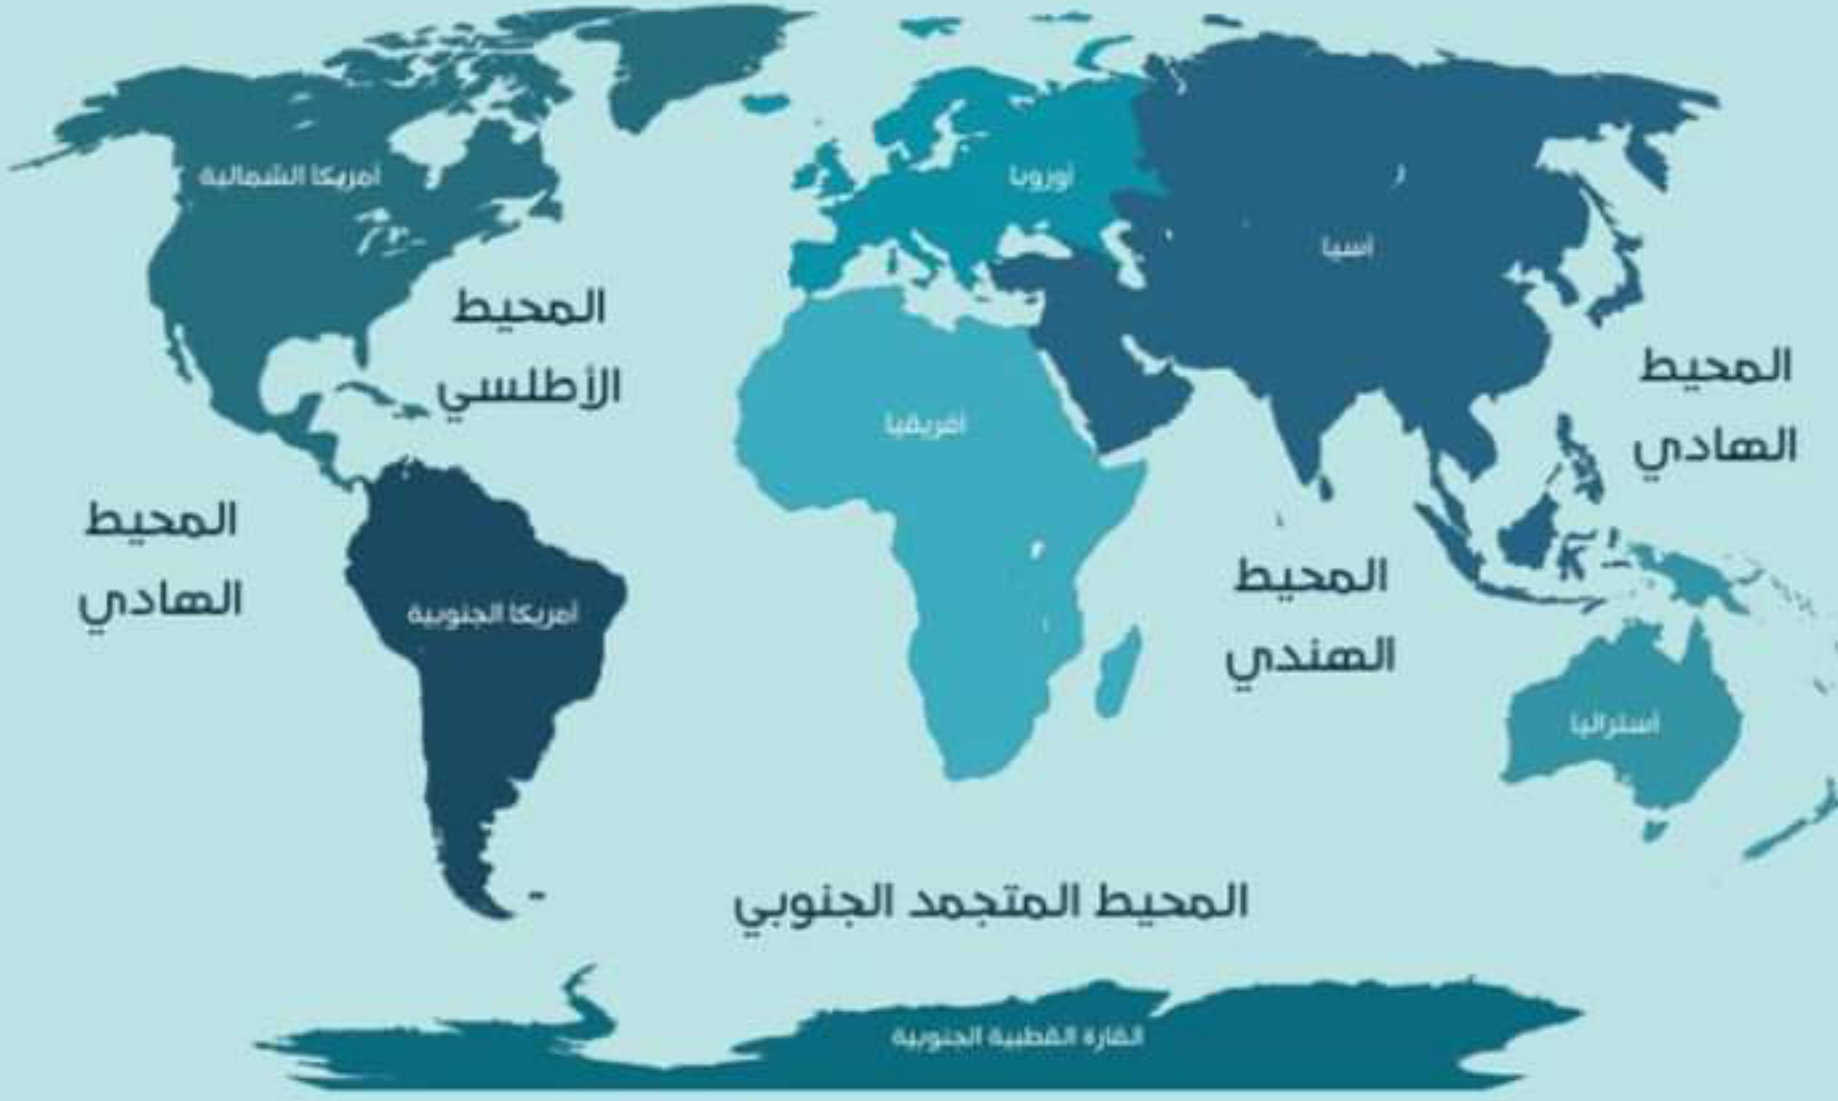 أمريكا الشمالية
أوروبا
آسيا
المحيط
الأطلسي
المحيط
الهادي
أفريقيا
المحيط
الهادي
أمريكا الجنوبية
المحيط
الهندي
أستراليا
المحيط المتجمد الجنوبي
القارة القطبية الجنوبية